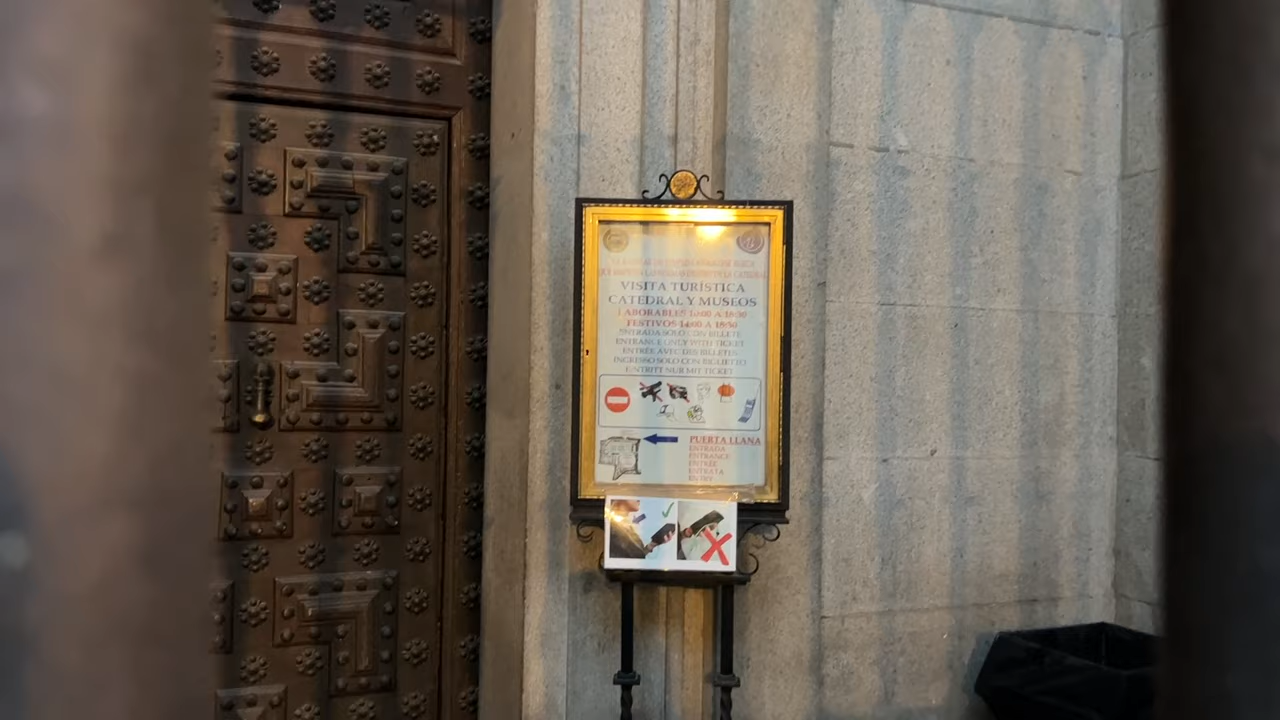 VISITA TURÍSTICA
CATEDRAL Y MUSEOS
LABORABLES 10:00 A 18:30
FESTIVOS 14:00 A 18:30
ENTRADA SOLO CON BILLETE
ENTRANCE ONLY WITH TICKET
ENTRÉE AVEC DES BILLETES
INGRESSO SOLO CON BIGLIETTO
EINTRITT NUR MIT TICKET
PUERTA LLANA
ENTRADA
ENTRANCE
ENTRÉE
ENTRATA